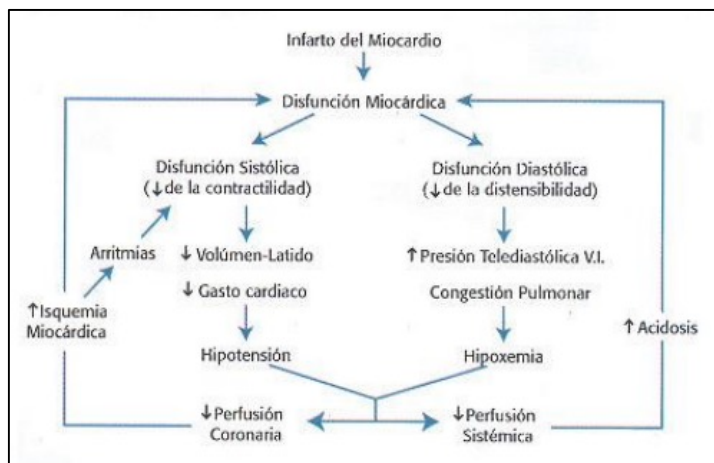 Infarto del Miocardio
Disfunción Miocárdica
Disfunción Sistólica
(↓de la contractilidad)
Disfunción Diastólica
(↓de la distensibilidad)
Arritmias
↓ Volúmen-Latido
↑Presión Telediastólica V.I.
↓ Gasto cardiaco
Congestión Pulmonar
↑Isquemia
Miocárdica
↑ Acidosis
Hipotensión
Hipoxemia
↓Perfusión
Coronaria
↓Perfusión
Sistémica